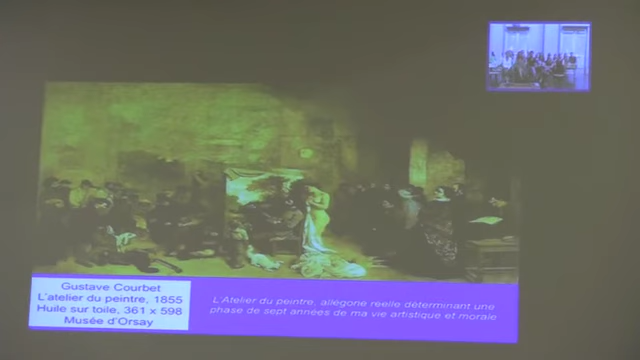 Gustave Courbet
L'atelier du peintre, 1855
Huile sur toile, 361 x 598
Musée d'Orsay
L'Atelier du peintre, allégorie réelle déterminant une
phase de sept années de ma vie artistique et morale